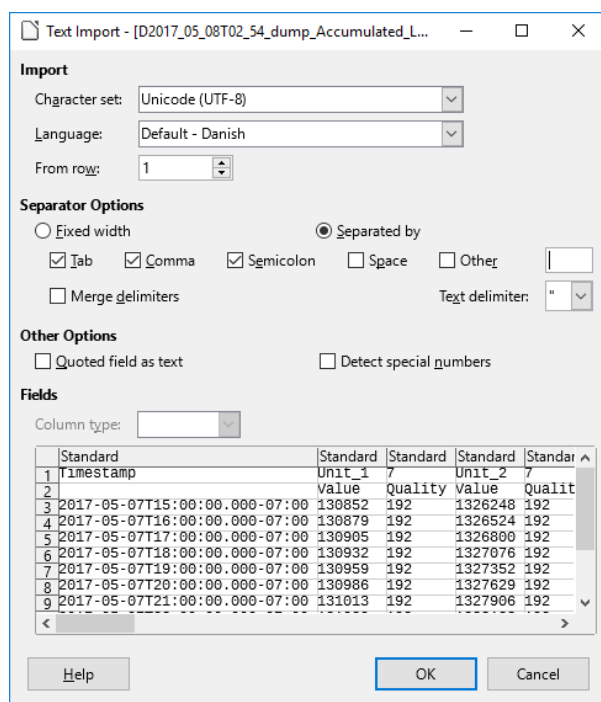 Text Import - [D2017_05_08T02_54_dump_Accumulated_L...
Import
Character set: Unicode (UTF-8)
Language: Default - Danish
From row: 1
Separator Options
Fixed width Separated by
Tab Comma Semicolon Space Other
Merge delimiters Text delimiter: "
Other Options
Quoted field as text Detect special numbers
Fields
Column type:
Standard Standard Standard Standard Standar
1 Timestamp Unit_1 7 Unit_2 7
2 Value Quality Value Qualit
3 2017-05-07T15:00:00.000-07:00 130852 192 1326248 192
4 2017-05-07T16:00:00.000-07:00 130879 192 1326524 192
5 2017-05-07T17:00:00.000-07:00 130905 192 1326800 192
6 2017-05-07T18:00:00.000-07:00 130932 192 1327076 192
7 2017-05-07T19:00:00.000-07:00 130959 192 1327352 192
8 2017-05-07T20:00:00.000-07:00 130986 192 1327629 192
9 2017-05-07T21:00:00.000-07:00 131013 192 1327906 192
Help OK Cancel